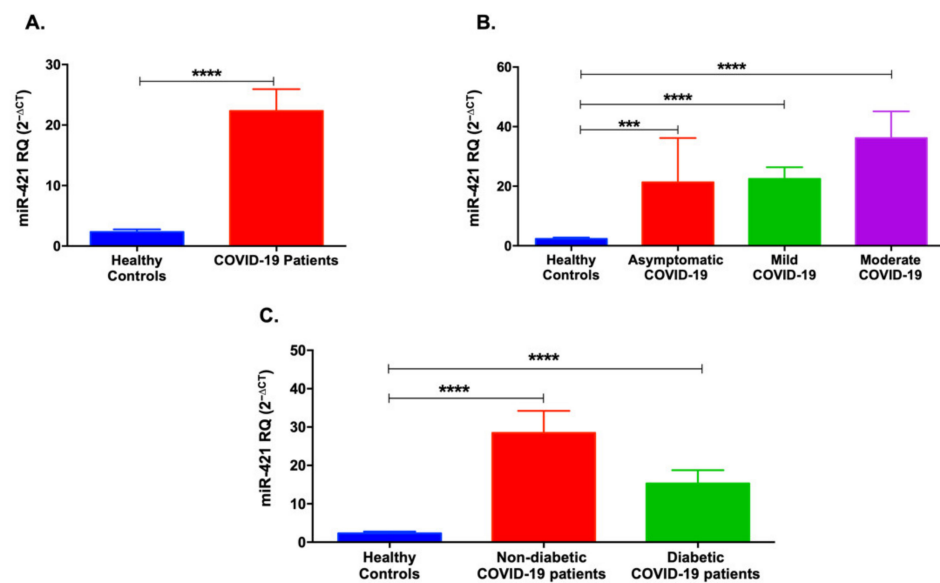 A.
miR-421 RQ (2⁻ΔCT)
30
20
10
0
****
Healthy
Controls
COVID-19 Patients
B.
miR-421 RQ (2⁻ΔCT)
60
40
20
0
****
****
***
Healthy
Controls
Asymptomatic
COVID-19
Mild
COVID-19
Moderate
COVID-19
C.
miR-421 RQ (2⁻ΔCT)
50
40
30
20
10
0
****
****
Healthy
Controls
Non-diabetic
COVID-19 patients
Diabetic
COVID-19 patients